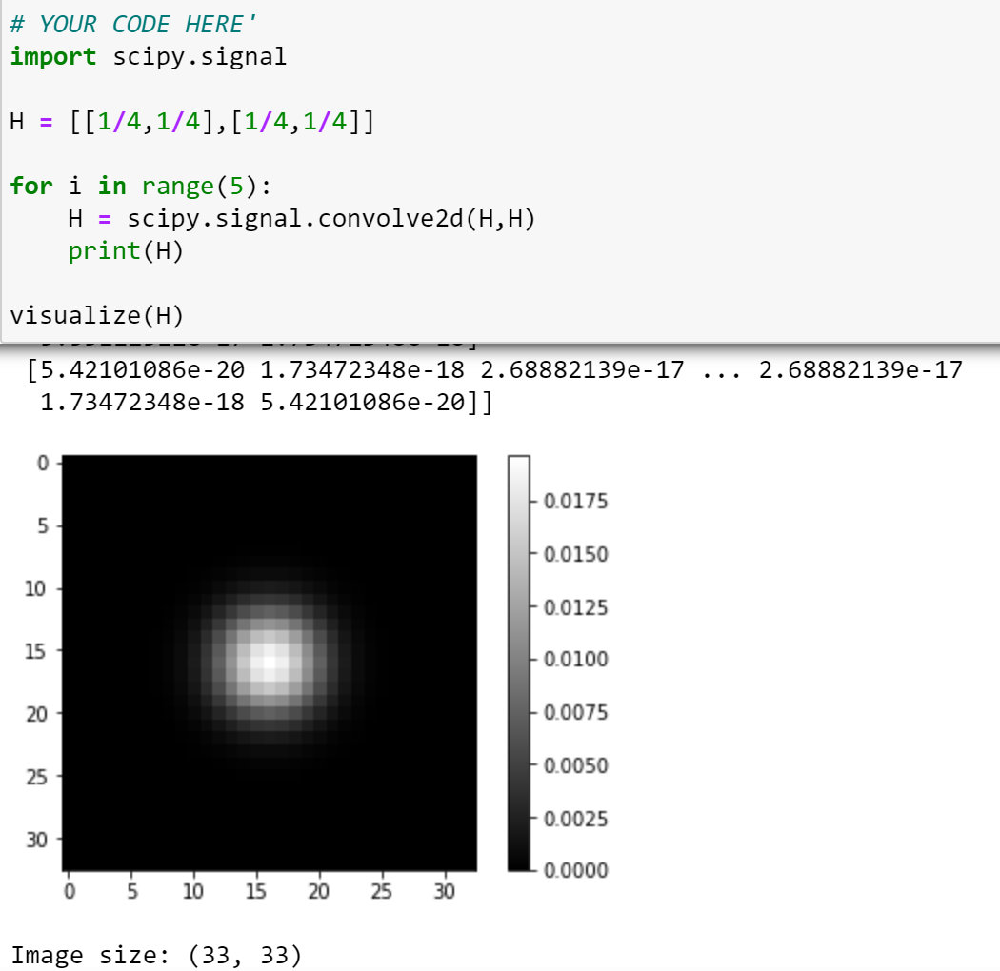 # YOUR CODE HERE'
import scipy.signal
H = [[1/4,1/4],[1/4,1/4]]
for i in range(5):
    H = scipy.signal.convolve2d(H,H)
    print(H)
visualize(H)
[5.42101086e-20 1.73472348e-18 2.68882139e-17 ... 2.68882139e-17
1.73472348e-18 5.42101086e-20]]
0
5
10
15
20
25
30
0 5 10 15 20 25 30
0.0175
0.0150
0.0125
0.0100
0.0075
0.0050
0.0025
0.0000
Image size: (33, 33)